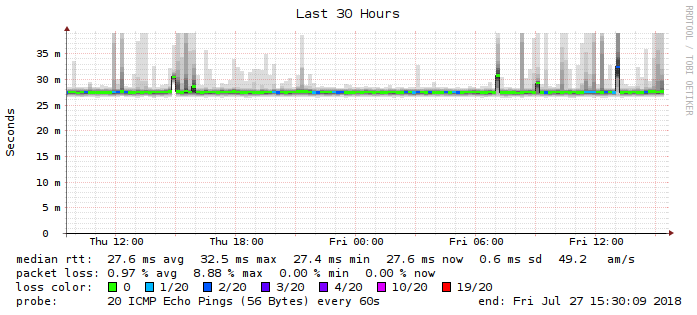 Last 30 Hours
RRDTOOL / TOBI OETIKER
Seconds
35 m
30 m
25 m
20 m
15 m
10 m
5 m
0
Thu 12:00 Thu 18:00 Fri 00:00 Fri 06:00 Fri 12:00
median rtt: 27.6 ms avg 32.5 ms max 27.4 ms min 27.6 ms now 0.6 ms sd 49.2 am/s
packet loss: 0.97 % avg 8.88 % max 0.00 % min 0.00 % now
loss color: 0 1/20 2/20 3/20 4/20 10/20 19/20
probe: 20 ICMP Echo Pings (56 Bytes) every 60s end: Fri Jul 27 15:30:09 2018